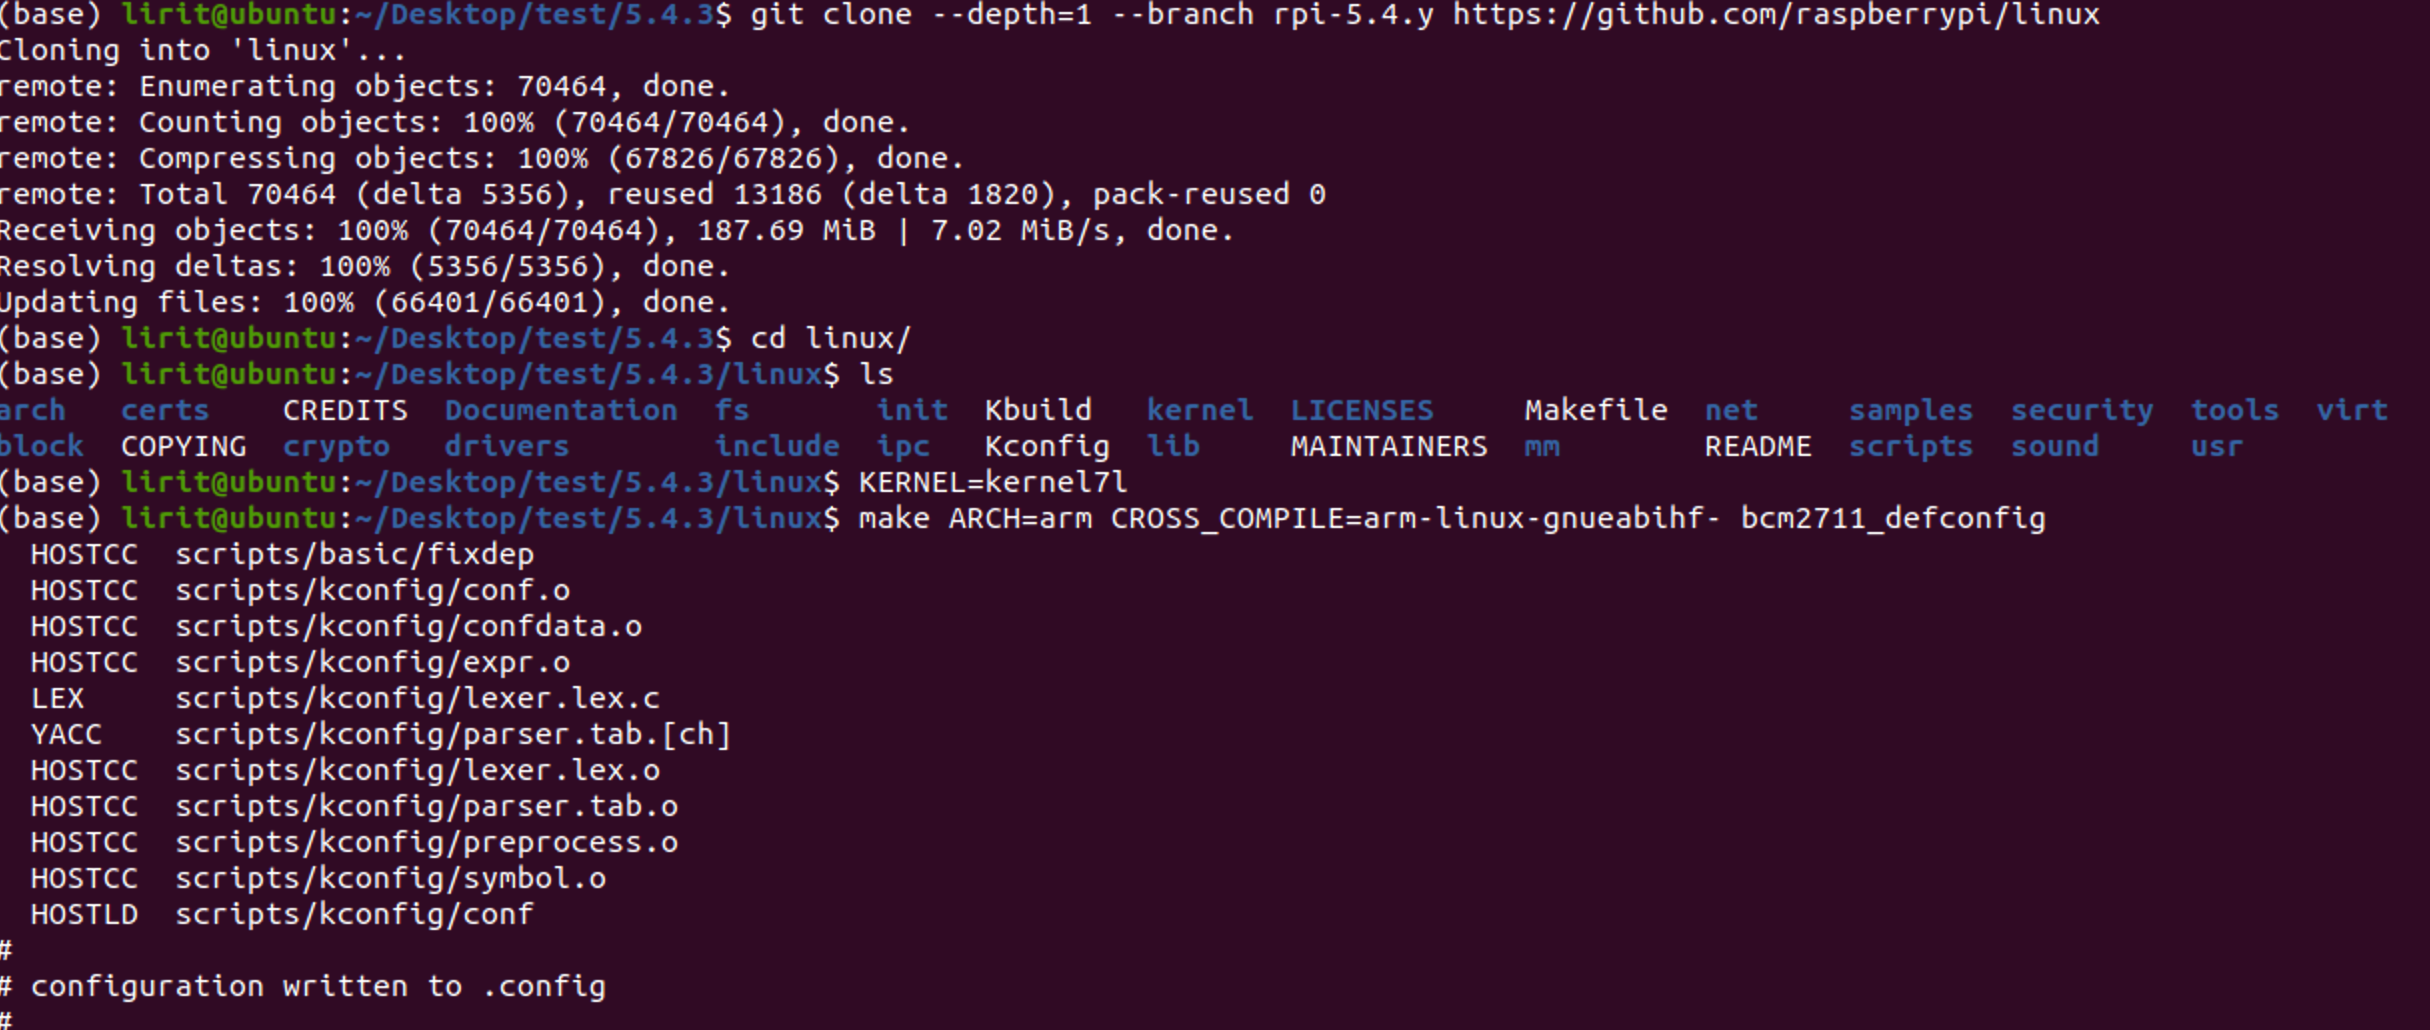 (base) lirit@ubuntu:~/Desktop/test/5.4.3$ git clone --depth=1 --branch rpi-5.4.y https://github.com/raspberrypi/linux
Cloning into 'linux'...
remote: Enumerating objects: 70464, done.
remote: Counting objects: 100% (70464/70464), done.
remote: Compressing objects: 100% (67826/67826), done.
remote: Total 70464 (delta 5356), reused 13186 (delta 1820), pack-reused 0
Receiving objects: 100% (70464/70464), 187.69 MiB | 7.02 MiB/s, done.
Resolving deltas: 100% (5356/5356), done.
Updating files: 100% (66401/66401), done.
(base) lirit@ubuntu:~/Desktop/test/5.4.3$ cd linux/
(base) lirit@ubuntu:~/Desktop/test/5.4.3/linux$ ls
arch   certs    CREDITS  Documentation  fs       init  Kbuild   kernel  LICENSES     Makefile  net     samples  security  tools  virt
block  COPYING  crypto   drivers        include  ipc   Kconfig  lib     MAINTAINERS  mm        README  scripts  sound     usr
(base) lirit@ubuntu:~/Desktop/test/5.4.3/linux$ KERNEL=kernel7l
(base) lirit@ubuntu:~/Desktop/test/5.4.3/linux$ make ARCH=arm CROSS_COMPILE=arm-linux-gnueabihf- bcm2711_defconfig
  HOSTCC  scripts/basic/fixdep
  HOSTCC  scripts/kconfig/conf.o
  HOSTCC  scripts/kconfig/confdata.o
  HOSTCC  scripts/kconfig/expr.o
  LEX     scripts/kconfig/lexer.lex.c
  YACC    scripts/kconfig/parser.tab.[ch]
  HOSTCC  scripts/kconfig/lexer.lex.o
  HOSTCC  scripts/kconfig/parser.tab.o
  HOSTCC  scripts/kconfig/preprocess.o
  HOSTCC  scripts/kconfig/symbol.o
  HOSTLD  scripts/kconfig/conf
#
# configuration written to .config
#